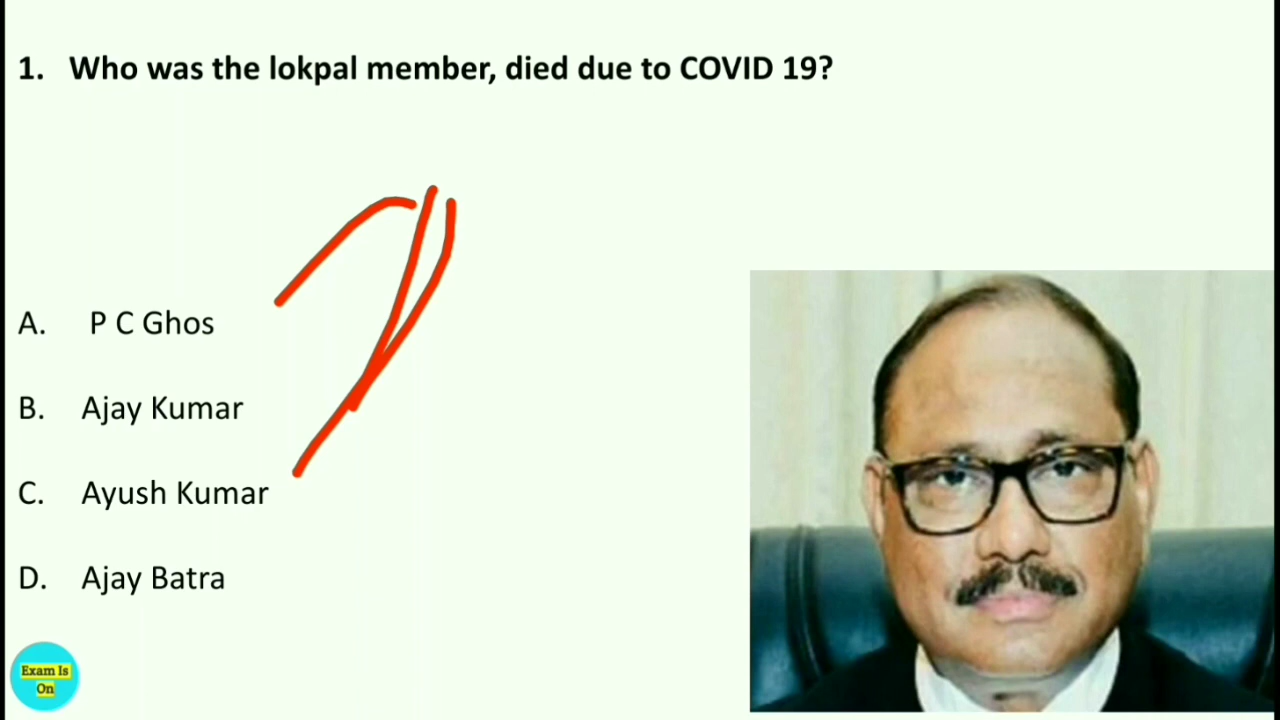 1. Who was the lokpal member, died due to COVID 19?
A. P C Ghos
B. Ajay Kumar
C. Ayush Kumar
D. Ajay Batra
Exam Is
On